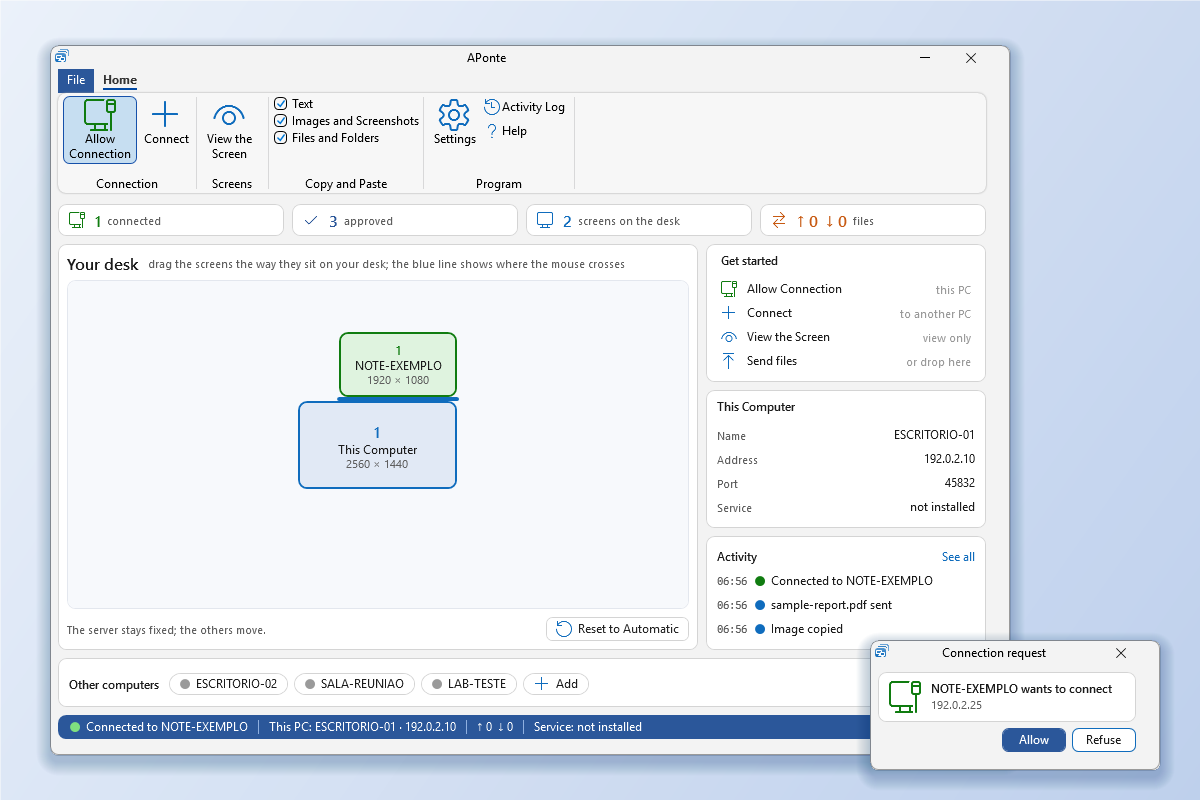 APonte
File Home
Allow Connection
Connect
View the Screen
Text
Images and Screenshots
Files and Folders
Settings
Activity Log
Help
Connection
Screens
Copy and Paste
Program
1 connected
3 approved
2 screens on the desk
↑ 0 ↓ 0 files
Your desk drag the screens the way they sit on your desk; the blue line shows where the mouse crosses
1
NOTE-EXEMPLO
1920 × 1080
1
This Computer
2560 × 1440
The server stays fixed; the others move.
Reset to Automatic
Get started
Allow Connection this PC
Connect to another PC
View the Screen view only
Send files or drop here
This Computer
Name ESCRITORIO-01
Address 192.0.2.10
Port 45832
Service not installed
Activity See all
06:56 Connected to NOTE-EXEMPLO
06:56 sample-report.pdf sent
06:56 Image copied
Other computers ESCRITORIO-02 SALA-REUNIAO LAB-TESTE Add
Connected to NOTE-EXEMPLO This PC: ESCRITORIO-01 · 192.0.2.10 ↑ 0 ↓ 0 Service: not installed
Connection request
NOTE-EXEMPLO wants to connect
192.0.2.25
Allow Refuse